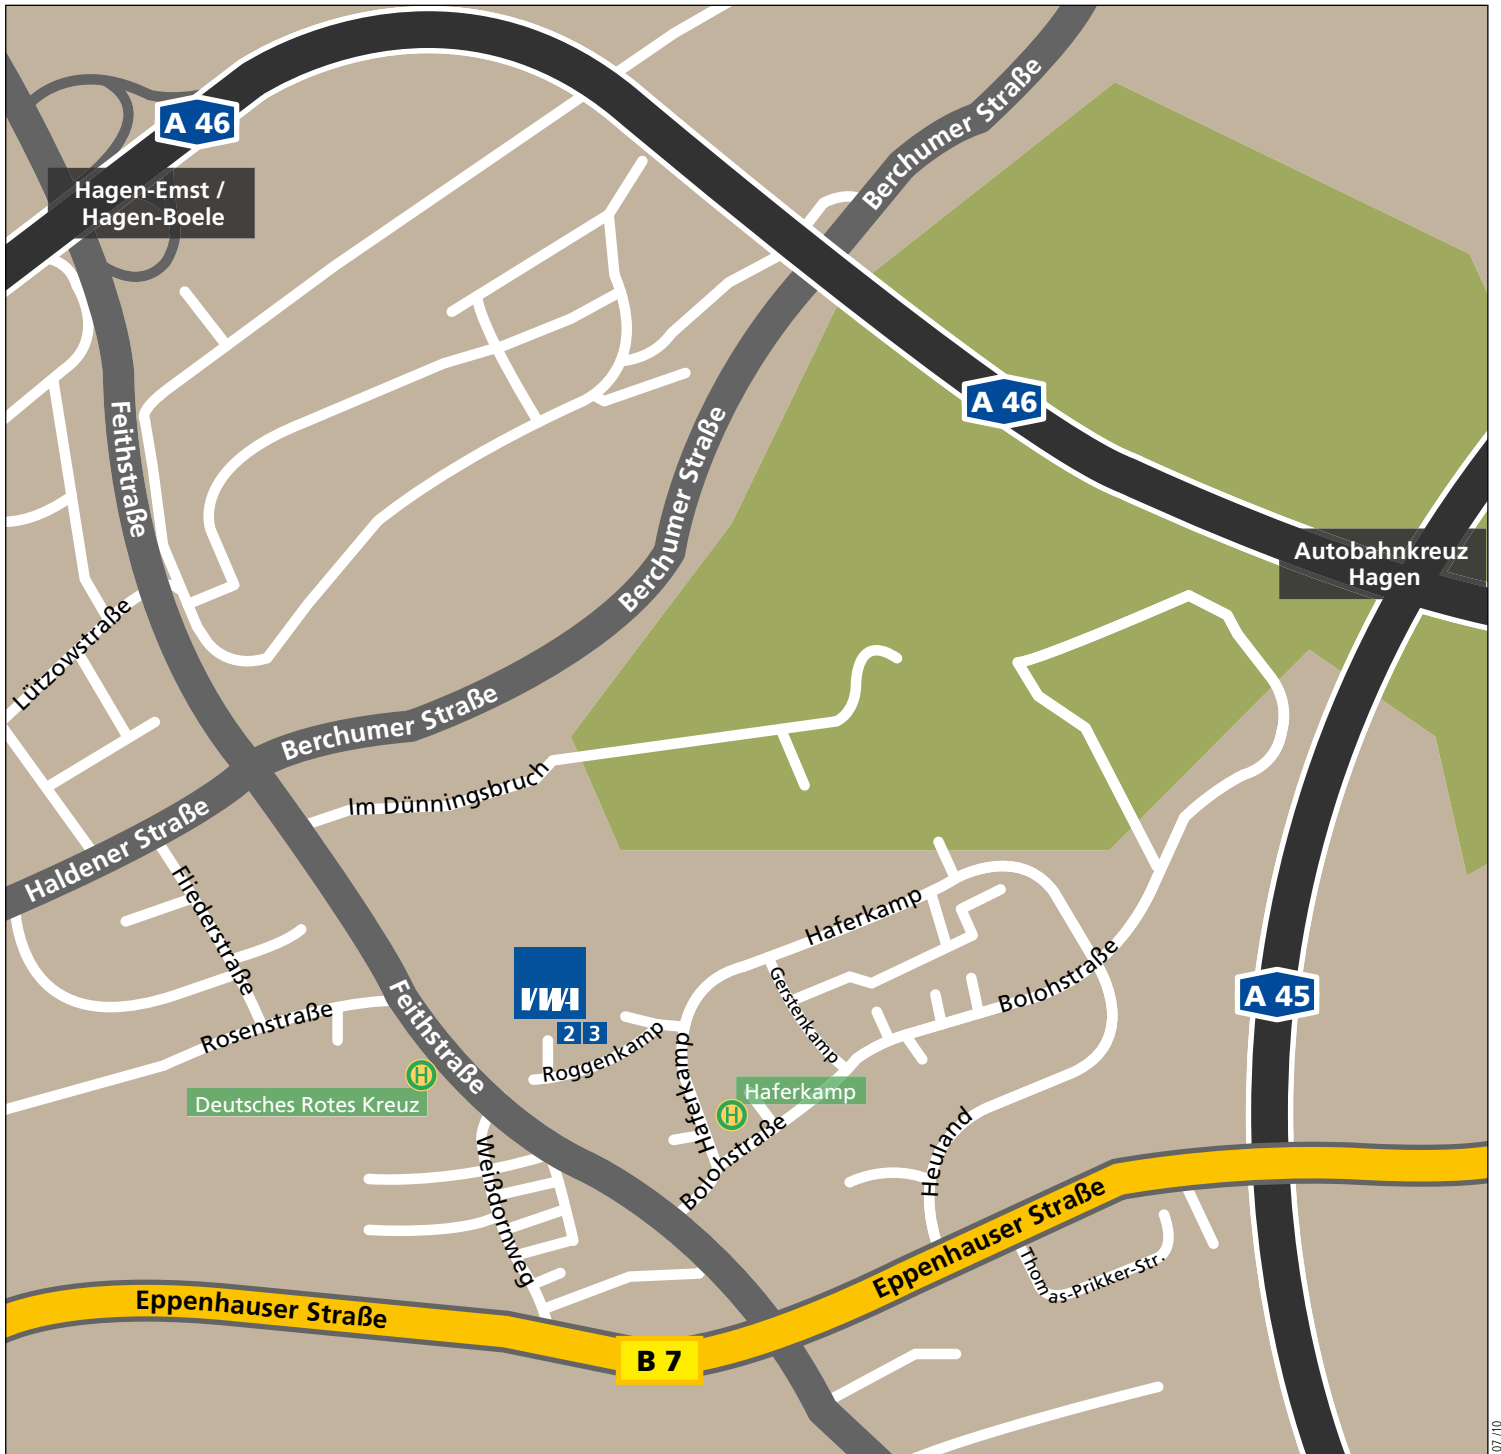 A 46
Hagen-Emst /
Hagen-Boele
Berchumer Straße
A 46
Feithstraße
Berchumer Straße
Autobahnkreuz
Hagen
Lützowstraße
Berchumer Straße
Im Dünningsbruch
Haldener Straße
Fliederstraße
Haferkamp
VWA
2 3
Gerstenkamp
Bolohstraße
A 45
Rosenstraße
Feithstraße
Roggenkamp
Haferkamp
H
Deutsches Rotes Kreuz
Haferkamp
H
Bolohstraße
Heuland
Weißdornweg
Eppenhauser Straße
Thomas-Prikker-Str.
Eppenhauser Straße
B 7
07/10